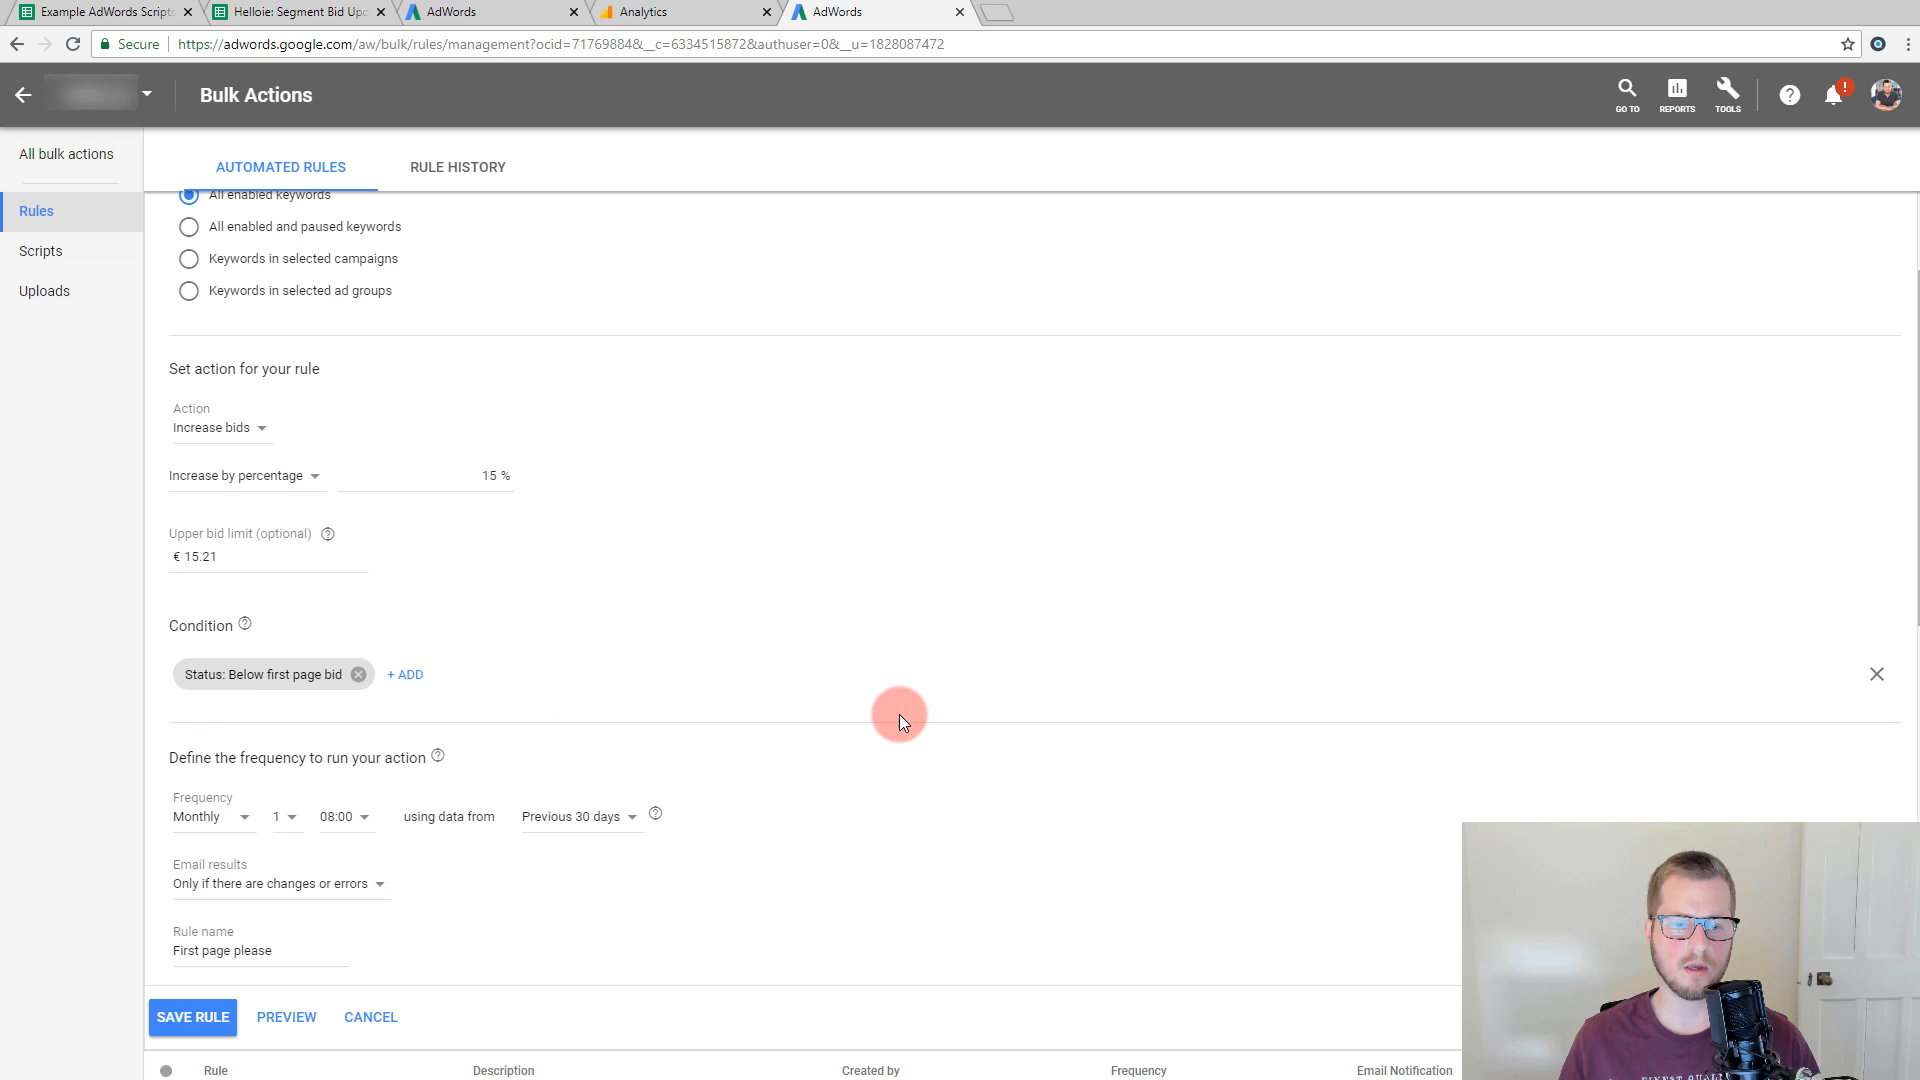 Example AdWords Scripts
Helloie: Segment Bid Upd
AdWords
Analytics
AdWords
Secure
https://adwords.google.com/aw/bulk/rules/management?ocid=71769884&__c=6334515872&authuser=0&__u=1828087472
Bulk Actions
GO TO
REPORTS
TOOLS
!
All bulk actions
Rules
Scripts
Uploads
AUTOMATED RULES
RULE HISTORY
All enabled keywords
All enabled and paused keywords
Keywords in selected campaigns
Keywords in selected ad groups
Set action for your rule
Action
Increase bids
Increase by percentage
15 %
Upper bid limit (optional)
€ 15.21
Condition
Status: Below first page bid
+ ADD
Define the frequency to run your action
Frequency
Monthly 1 08:00 using data from Previous 30 days
Email results
Only if there are changes or errors
Rule name
First page please
SAVE RULE PREVIEW CANCEL
Rule Description Created by Frequency Email Notification